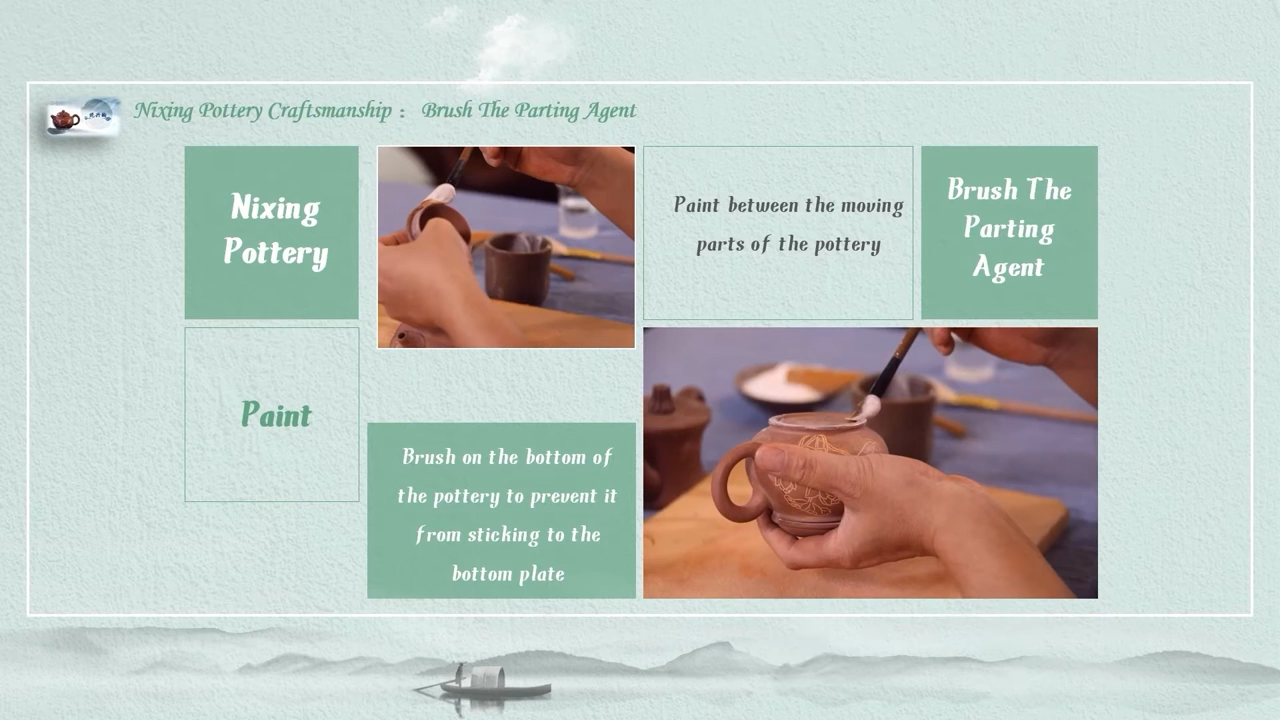 Nixing Pottery Craftsmanship： Brush The Parting Agent
Nixing
Pottery
Paint between the moving
parts of the pottery
Brush The
Parting
Agent
Paint
Brush on the bottom of
the pottery to prevent it
from sticking to the
bottom plate